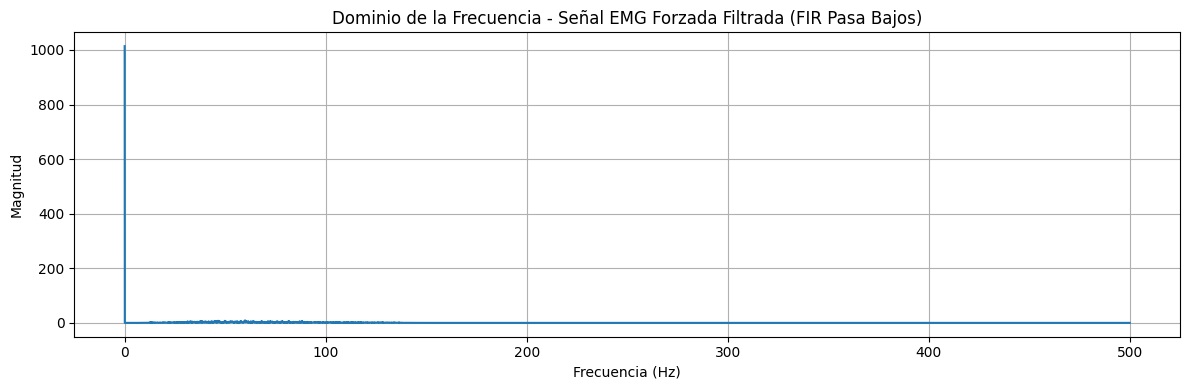 Dominio de la Frecuencia - Señal EMG Forzada Filtrada (FIR Pasa Bajos)
1000
800
600
400
200
0
Magnitud
0 100 200 300 400 500
Frecuencia (Hz)